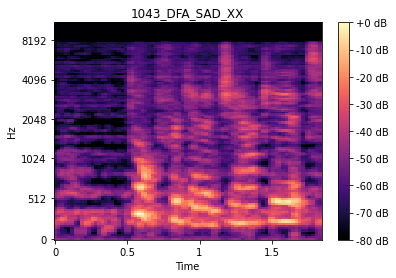 1043_DFA_SAD_XX
+0 dB
8192
-10 dB
4096
-20 dB
-30 dB
2048
Hz
-40 dB
1024
-50 dB
512
-60 dB
-70 dB
0
-80 dB
0
0.5
1
1.5
Time